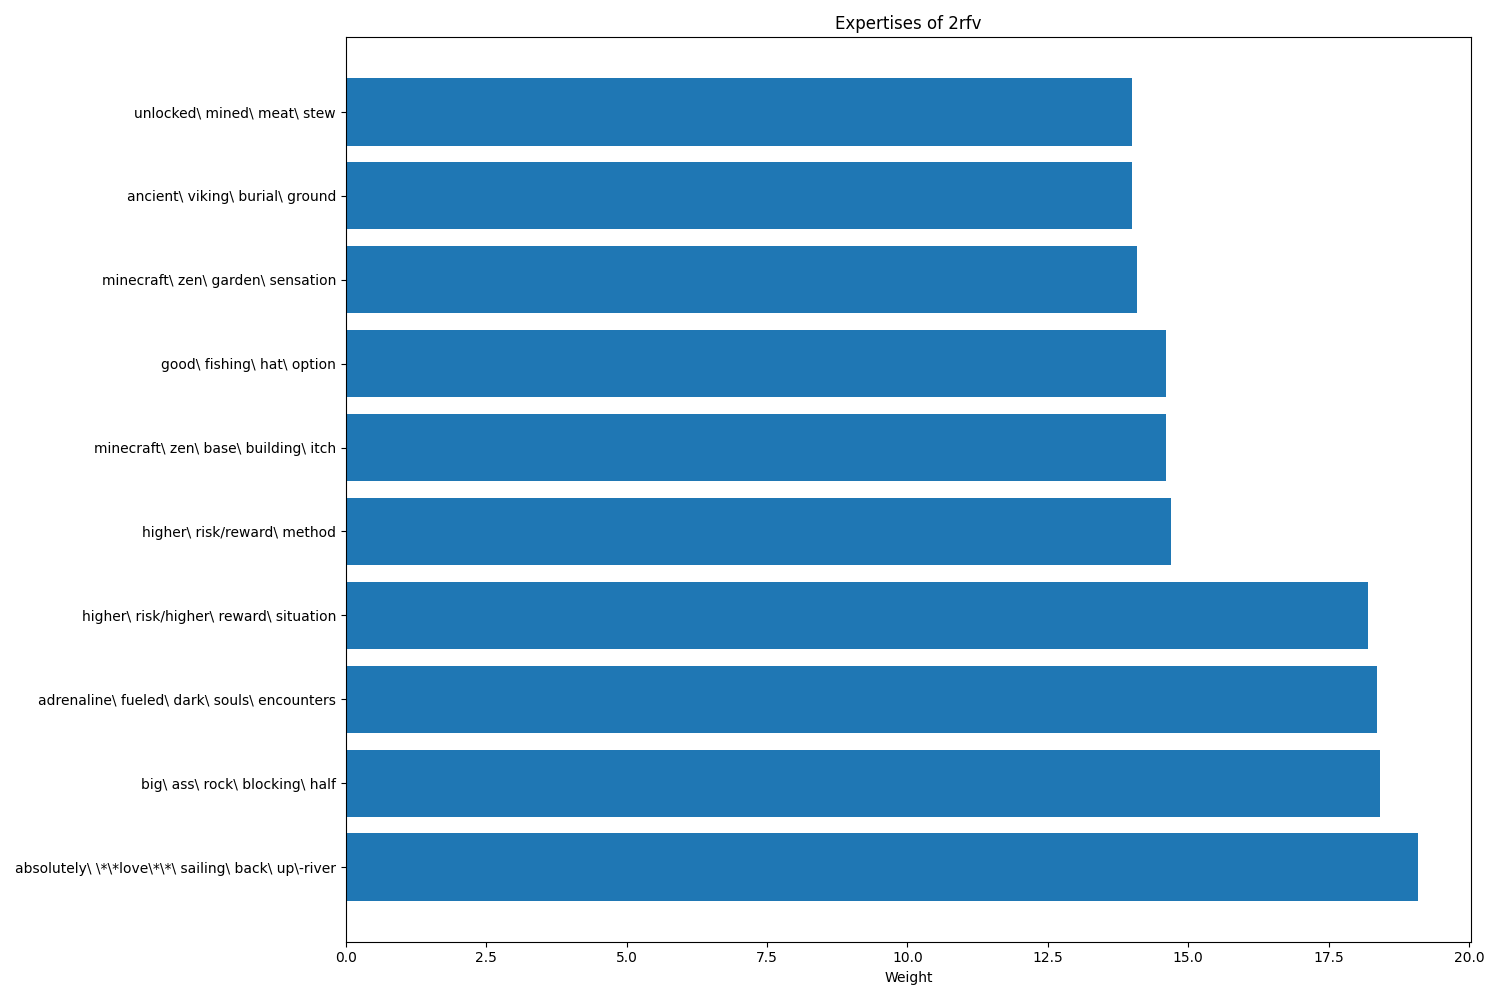 Expertises of 2rfv
unlocked\ mined\ meat\ stew
ancient\ viking\ burial\ ground
minecraft\ zen\ garden\ sensation
good\ fishing\ hat\ option
minecraft\ zen\ base\ building\ itch
higher\ risk/reward\ method
higher\ risk/higher\ reward\ situation
adrenaline\ fueled\ dark\ souls\ encounters
big\ ass\ rock\ blocking\ half
absolutely\ \*\*love\*\*\ sailing\ back\ up\-river
0.0 2.5 5.0 7.5 10.0 12.5 15.0 17.5 20.0
Weight